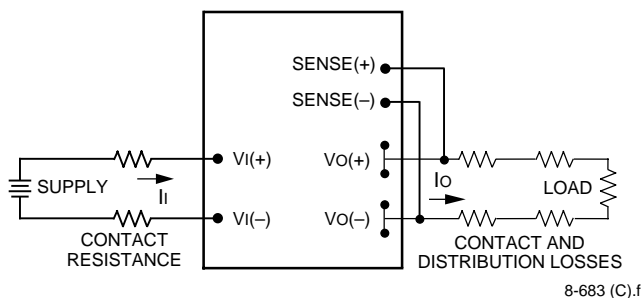 SENSE(+)
SENSE(–)
VI(+)
VO(+)
IO
SUPPLY
II
LOAD
VI(–)
VO(–)
CONTACT
RESISTANCE
CONTACT AND
DISTRIBUTION LOSSES
8-683 (C).f